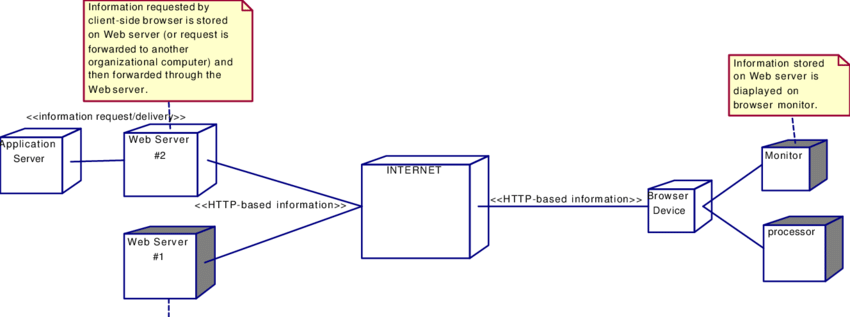 Information requested by
client-side browser is stored
on Web server (or request is
forwarded to another
organizational computer) and
then forwarded through the
Web server.
Information stored
on Web server is
diaplayed on
browser monitor.
<<information request/delivery>>
Application
Server
Web Server
#2
INTERNET
Monitor
<<HTTP-based information>>
<<HTTP-based information>>
Browser
Device
Web Server
#1
processor